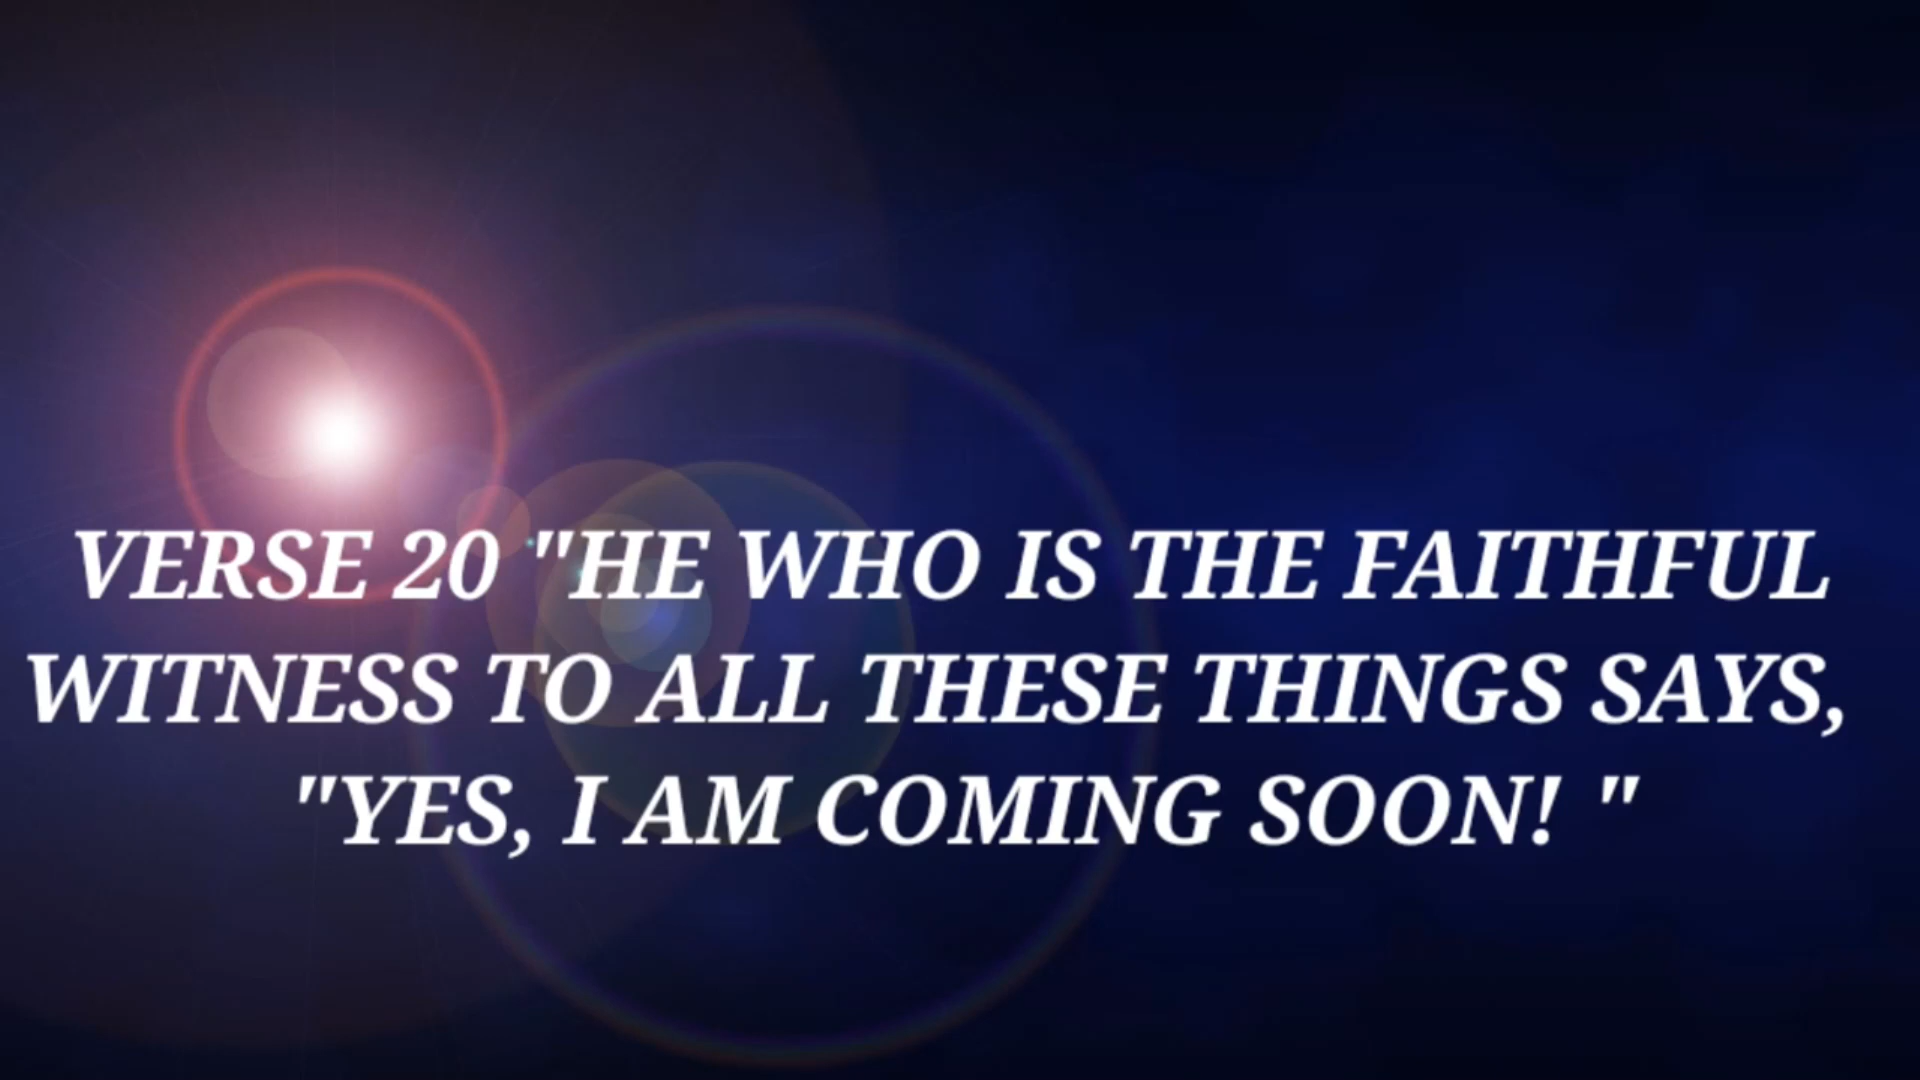 VERSE 20 "HE WHO IS THE FAITHFUL
WITNESS TO ALL THESE THINGS SAYS,
"YES, I AM COMING SOON! "